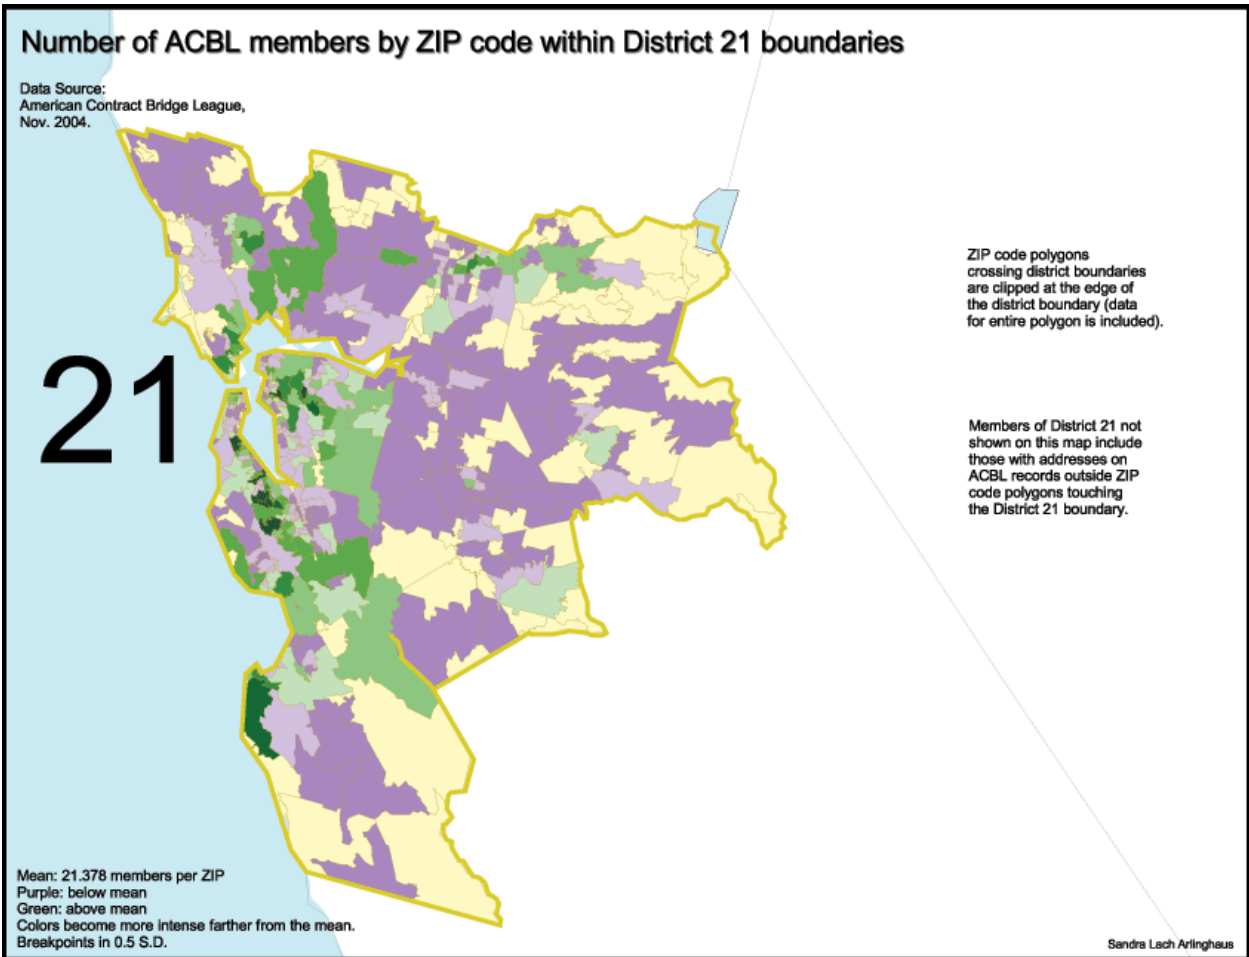 Number of ACBL members by ZIP code within District 21 boundaries
Data Source:
American Contract Bridge League,
Nov. 2004.
ZIP code polygons
crossing district boundaries
are clipped at the edge of
the district boundary (data
for entire polygon is included).
21
Members of District 21 not
shown on this map include
those with addresses on
ACBL records outside ZIP
code polygons touching
the District 21 boundary.
Mean: 21.378 members per ZIP
Purple: below mean
Green: above mean
Colors become more intense farther from the mean.
Breakpoints in 0.5 S.D.
Sandra Lach Arlinghaus